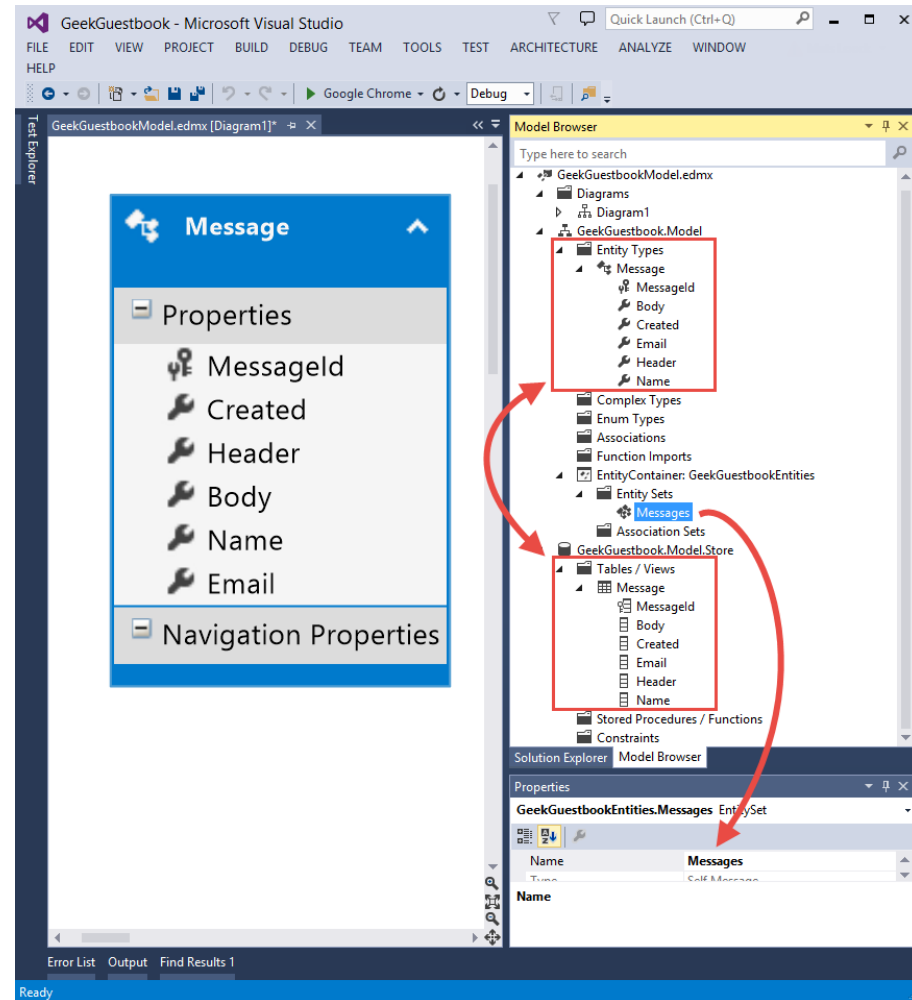 GeekGuestbook - Microsoft Visual Studio
Quick Launch (Ctrl+Q)
FILE EDIT VIEW PROJECT BUILD DEBUG TEAM TOOLS TEST ARCHITECTURE ANALYZE WINDOW
HELP
Google Chrome Debug
Test Explorer
GeekGuestbookModel.edmx [Diagram1]*
Message
Properties
MessageId
Created
Header
Body
Name
Email
Navigation Properties
Model Browser
Type here to search
GeekGuestbookModel.edmx
Diagrams
Diagram1
GeekGuestbook.Model
Entity Types
Message
MessageId
Body
Created
Email
Header
Name
Complex Types
Enum Types
Associations
Function Imports
EntityContainer: GeekGuestbookEntities
Entity Sets
Messages
Association Sets
GeekGuestbook.Model.Store
Tables / Views
Message
MessageId
Body
Created
Email
Header
Name
Stored Procedures / Functions
Constraints
Solution Explorer Model Browser
Properties
GeekGuestbookEntities.Messages EntitySet
Name Messages
Type Self.Message
Name
Error List Output Find Results 1
Ready